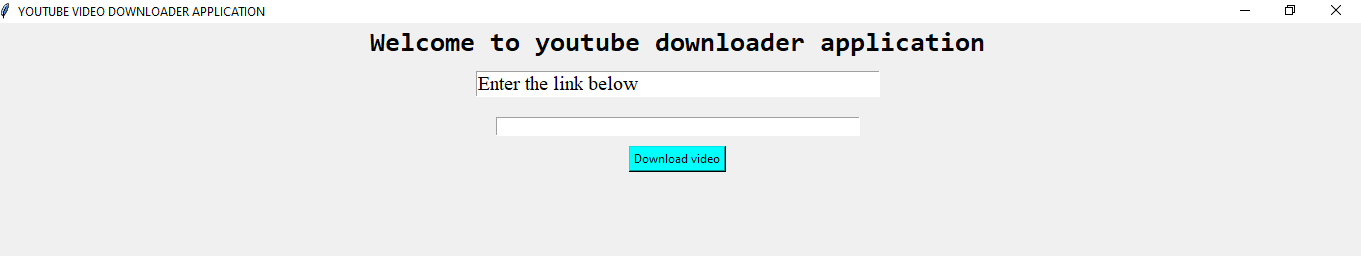 YOUTUBE VIDEO DOWNLOADER APPLICATION
Welcome to youtube downloader application
Enter the link below
Download video